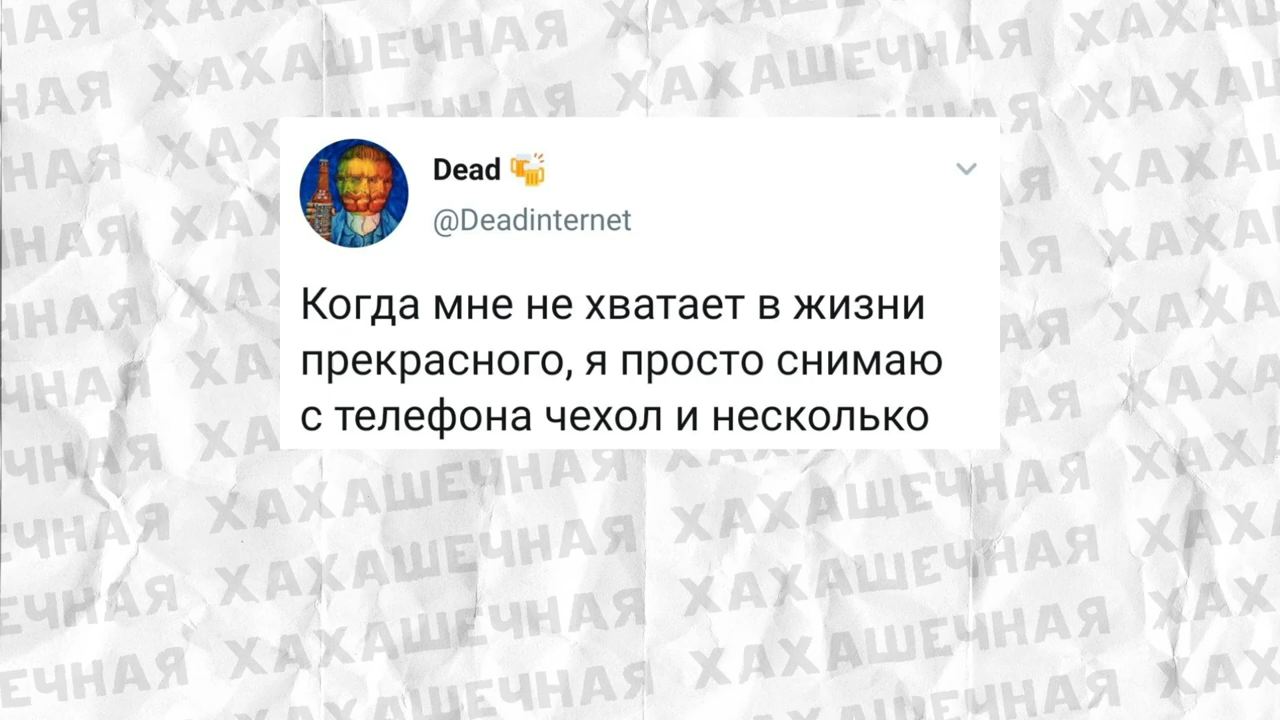 Dead
@Deadinternet
Когда мне не хватает в жизни
прекрасного, я просто снимаю
с телефона чехол и несколько
ХАХАШЕЧНАЯ